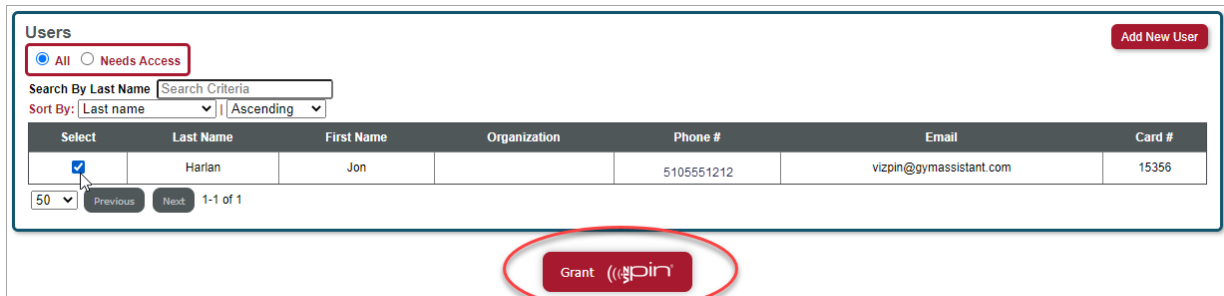 Users
Add New User
All Needs Access
Search By Last Name Search Criteria
Sort By: Last name | Ascending
Select Last Name First Name Organization Phone # Email Card #
Harlan Jon 5105551212 vizpin@gymassistant.com 15356
50 Previous Next 1-1 of 1
Grant pin